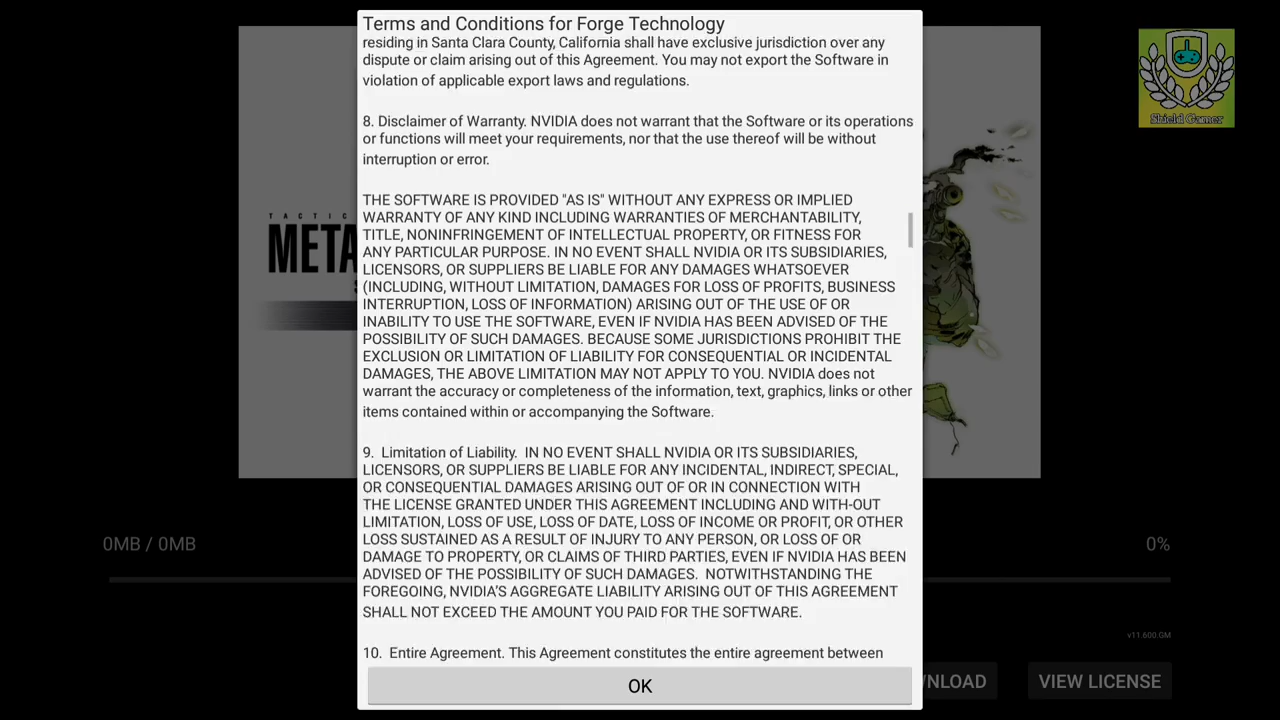 Terms and Conditions for Forge Technology
residing in Santa Clara County, California shall have exclusive jurisdiction over any
dispute or claim arising out of this Agreement. You may not export the Software in
violation of applicable export laws and regulations.
8. Disclaimer of Warranty. NVIDIA does not warrant that the Software or its operations
or functions will meet your requirements, nor that the use thereof will be without
interruption or error.
THE SOFTWARE IS PROVIDED "AS IS" WITHOUT ANY EXPRESS OR IMPLIED
WARRANTY OF ANY KIND INCLUDING WARRANTIES OF MERCHANTABILITY,
TITLE, NONINFRINGEMENT OF INTELLECTUAL PROPERTY, OR FITNESS FOR
ANY PARTICULAR PURPOSE. IN NO EVENT SHALL NVIDIA OR ITS SUBSIDIARIES,
LICENSORS, OR SUPPLIERS BE LIABLE FOR ANY DAMAGES WHATSOEVER
(INCLUDING, WITHOUT LIMITATION, DAMAGES FOR LOSS OF PROFITS, BUSINESS
INTERRUPTION, LOSS OF INFORMATION) ARISING OUT OF THE USE OF OR
INABILITY TO USE THE SOFTWARE, EVEN IF NVIDIA HAS BEEN ADVISED OF THE
POSSIBILITY OF SUCH DAMAGES. BECAUSE SOME JURISDICTIONS PROHIBIT THE
EXCLUSION OR LIMITATION OF LIABILITY FOR CONSEQUENTIAL OR INCIDENTAL
DAMAGES, THE ABOVE LIMITATION MAY NOT APPLY TO YOU. NVIDIA does not
warrant the accuracy or completeness of the information, text, graphics, links or other
items contained within or accompanying the Software.
9. Limitation of Liability. IN NO EVENT SHALL NVIDIA OR ITS SUBSIDIARIES,
LICENSORS, OR SUPPLIERS BE LIABLE FOR ANY INCIDENTAL, INDIRECT, SPECIAL,
OR CONSEQUENTIAL DAMAGES ARISING OUT OF OR IN CONNECTION WITH
THE LICENSE GRANTED UNDER THIS AGREEMENT INCLUDING AND WITH-OUT
LIMITATION, LOSS OF USE, LOSS OF DATE, LOSS OF INCOME OR PROFIT, OR OTHER
LOSS SUSTAINED AS A RESULT OF INJURY TO ANY PERSON, OR LOSS OF OR
DAMAGE TO PROPERTY, OR CLAIMS OF THIRD PARTIES, EVEN IF NVIDIA HAS BEEN
ADVISED OF THE POSSIBILITY OF SUCH DAMAGES. NOTWITHSTANDING THE
FOREGOING, NVIDIA'S AGGREGATE LIABILITY ARISING OUT OF THIS AGREEMENT
SHALL NOT EXCEED THE AMOUNT YOU PAID FOR THE SOFTWARE.
10. Entire Agreement. This Agreement constitutes the entire agreement between
OK
Shield Gamer
TACTIC
META
S
0MB / 0MB
0%
v11.600.GM
WNLOAD
VIEW LICENSE